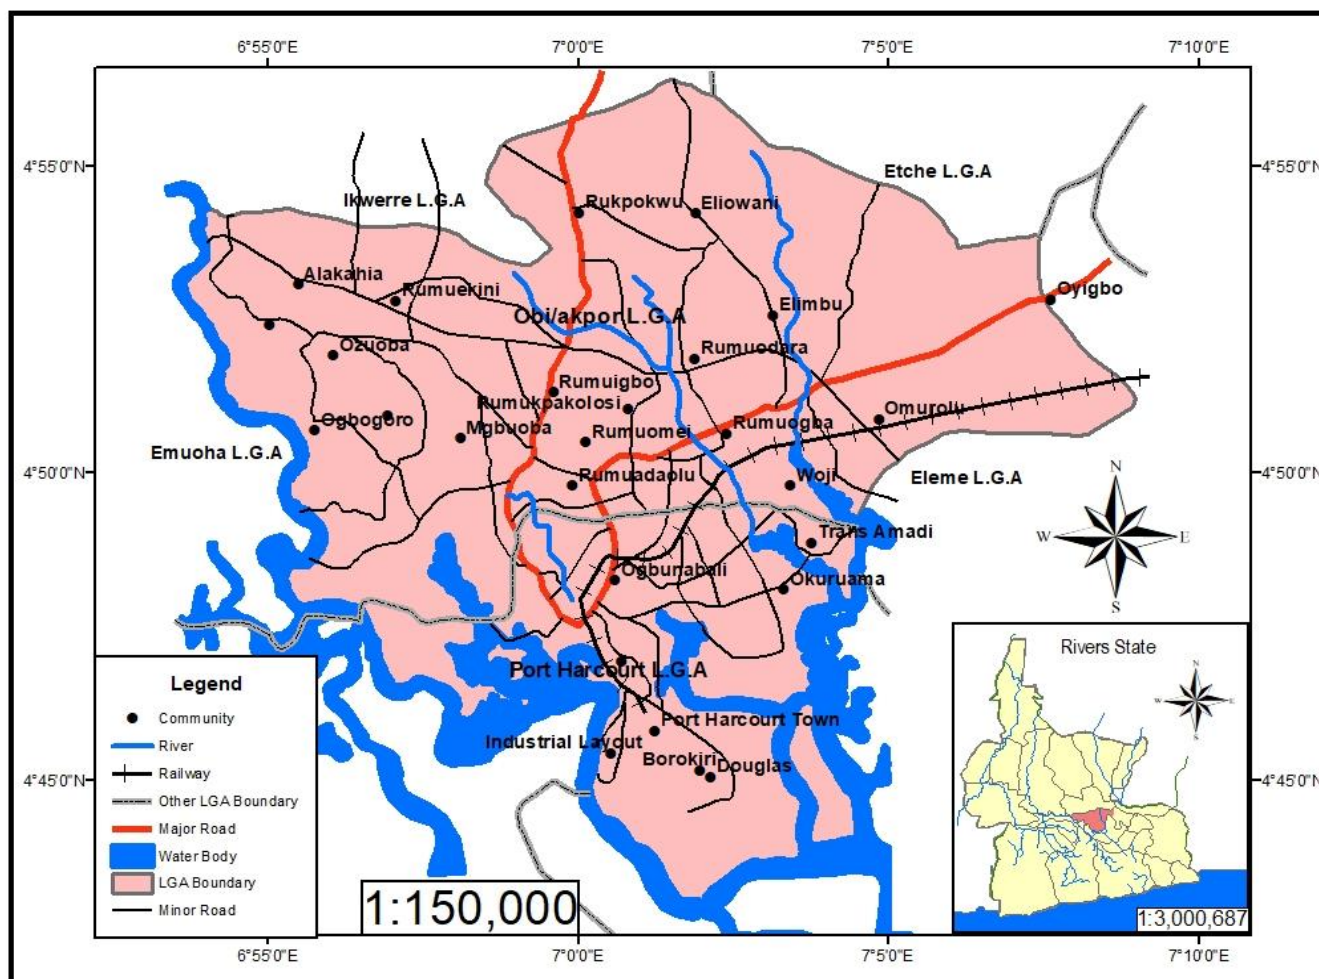 6°55'0"E
7°0'0"E
7°5'0"E
7°10'0"E
4°55'0"N
4°55'0"N
Etche L.G.A
Ikwerre L.G.A
Rukpokwu
Eliowani
Alakahia
Rumuekini
Oyigbo
Elimbu
Obi/akpor L.G.A
Ozuoba
Rumuodara
Rumuigbo
Rumukpakolosi
Ogbogoro
Mgbuoba
Rumuomei
Rumuogba
Omurolu
Emuoha L.G.A
4°50'0"N
4°50'0"N
Rumuadaolu
Woji
Eleme L.G.A
N
W
E
S
Trans Amadi
Ogbunabali
Okuruama
Port Harcourt L.G.A
Port Harcourt Town
Industrial Layout
Borokiri
Douglas
4°45'0"N
4°45'0"N
Legend
Community
River
Railway
Other LGA Boundary
Major Road
Water Body
LGA Boundary
Minor Road
1:150,000
Rivers State
N
W
E
S
1:3,000,687
6°55'0"E
7°0'0"E
7°5'0"E
7°10'0"E